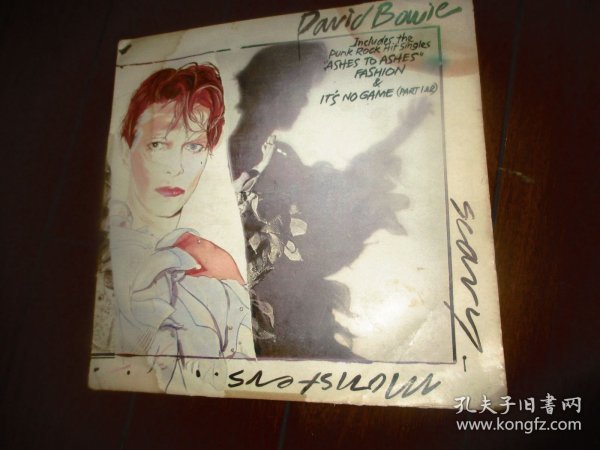 David Bowie
Includes the
Punk Rock Hit Singles
"ASHES TO ASHES"
FASHION
&
IT'S NO GAME (PART 1&2)
scary
monsters
孔夫子旧書网
www.kongfz.com